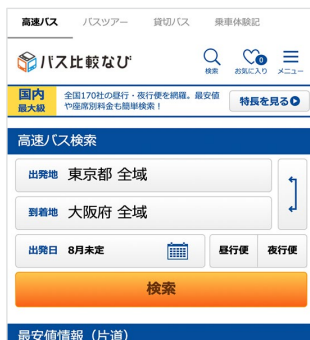 高速バス バスツアー 貸切バス 乗車体験記
バス比較なび
検索 お気に入り 0 メニュー
国内最大級
全国170社の昼行・夜行便を網羅。最安値
や座席別料金も簡単検索！
特長を見る
高速バス検索
出発地 東京都 全域
到着地 大阪府 全域
出発日 8月未定
昼行便 夜行便
検索
最安値情報（片道）